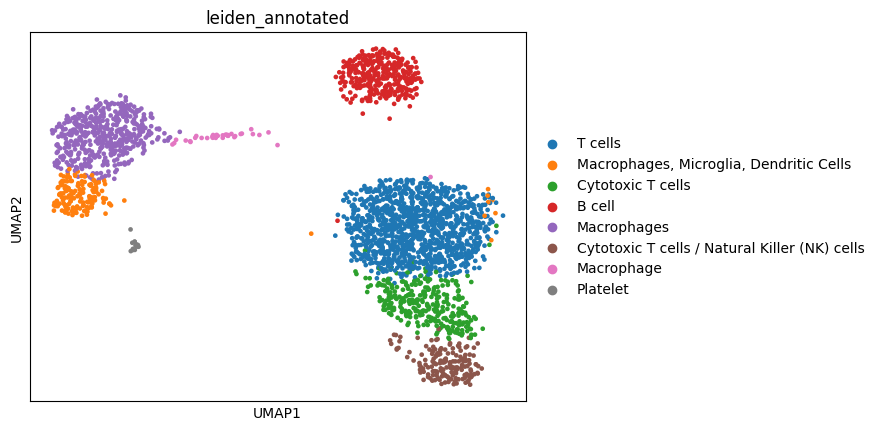 leiden_annotated
UMAP2
UMAP1
T cells
Macrophages, Microglia, Dendritic Cells
Cytotoxic T cells
B cell
Macrophages
Cytotoxic T cells / Natural Killer (NK) cells
Macrophage
Platelet